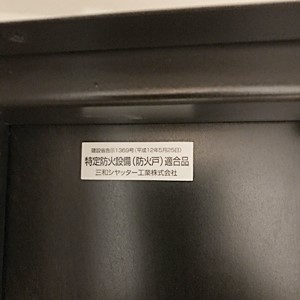 建設省告示1369号(平成12年5月25日)
特定防火設備(防火戸)適合品
三和シヤッター工業株式会社